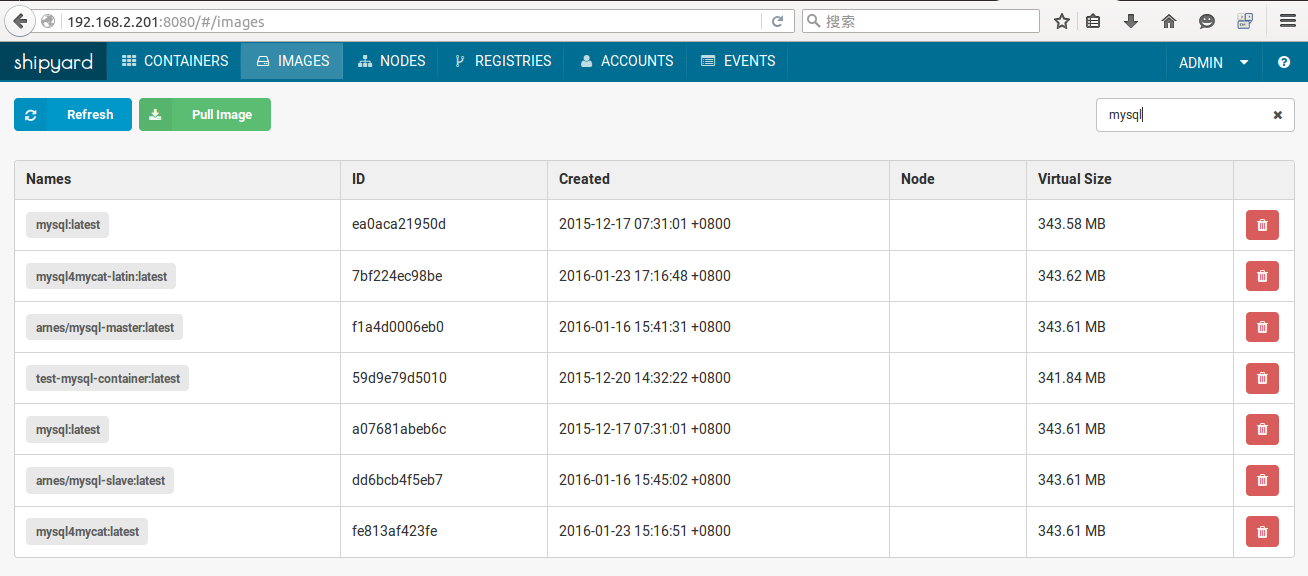 192.168.2.201:8080/#/images 搜索
shipyard CONTAINERS IMAGES NODES REGISTRIES ACCOUNTS EVENTS ADMIN
Refresh Pull Image mysql
Names ID Created Node Virtual Size
mysql:latest ea0aca21950d 2015-12-17 07:31:01 +0800 343.58 MB
mysql4mycat-latin:latest 7bf224ec98be 2016-01-23 17:16:48 +0800 343.62 MB
arnes/mysql-master:latest f1a4d0006eb0 2016-01-16 15:41:31 +0800 343.61 MB
test-mysql-container:latest 59d9e79d5010 2015-12-20 14:32:22 +0800 341.84 MB
mysql:latest a07681abeb6c 2015-12-17 07:31:01 +0800 343.61 MB
arnes/mysql-slave:latest dd6bcb4f5eb7 2016-01-16 15:45:02 +0800 343.61 MB
mysql4mycat:latest fe813af423fe 2016-01-23 15:16:51 +0800 343.61 MB